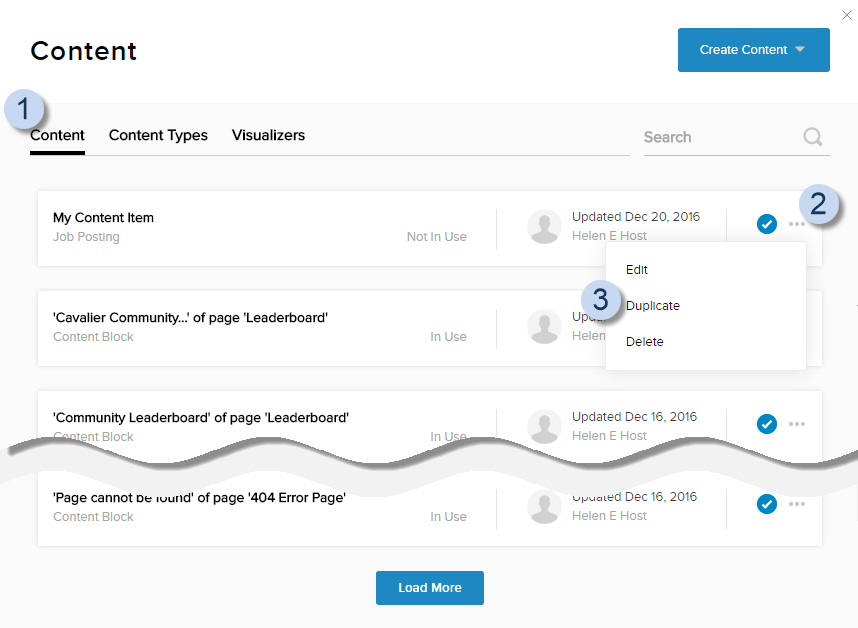 Content
Create Content
1
Content Content Types Visualizers Search
2
My Content Item
Job Posting
Not In Use
Updated Dec 20, 2016
Helen E Host
Edit
3
Duplicate
Delete
'Cavalier Community...' of page 'Leaderboard'
Content Block
In Use
Helen
'Community Leaderboard' of page 'Leaderboard'
Content Block
In Use
Updated Dec 16, 2016
Helen E Host
'Page cannot be found' of page '404 Error Page'
Content Block
In Use
Updated Dec 16, 2016
Helen E Host
Load More